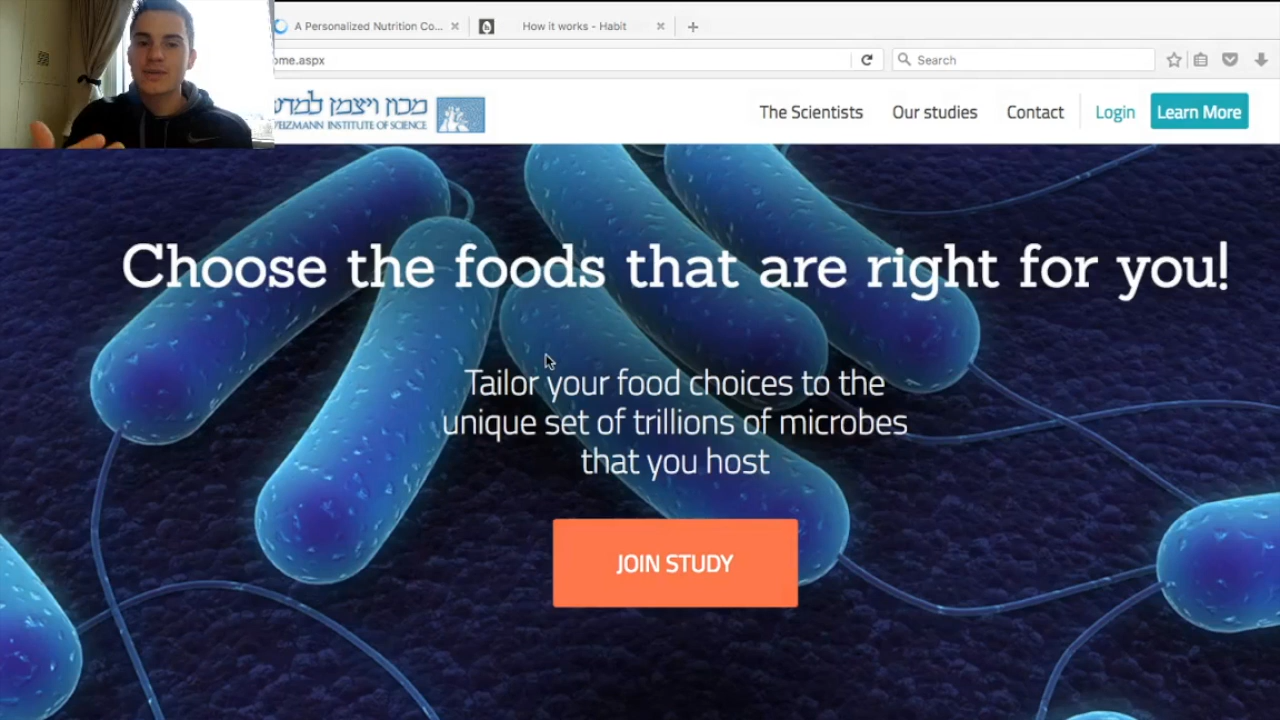 A Personalized Nutrition Co...
How it works - Habit
ome.aspx
Search
מכון ויצמן למדע
WEIZMANN INSTITUTE OF SCIENCE
The Scientists
Our studies
Contact
Login
Learn More
Choose the foods that are right for you!
Tailor your food choices to the
unique set of trillions of microbes
that you host
JOIN STUDY